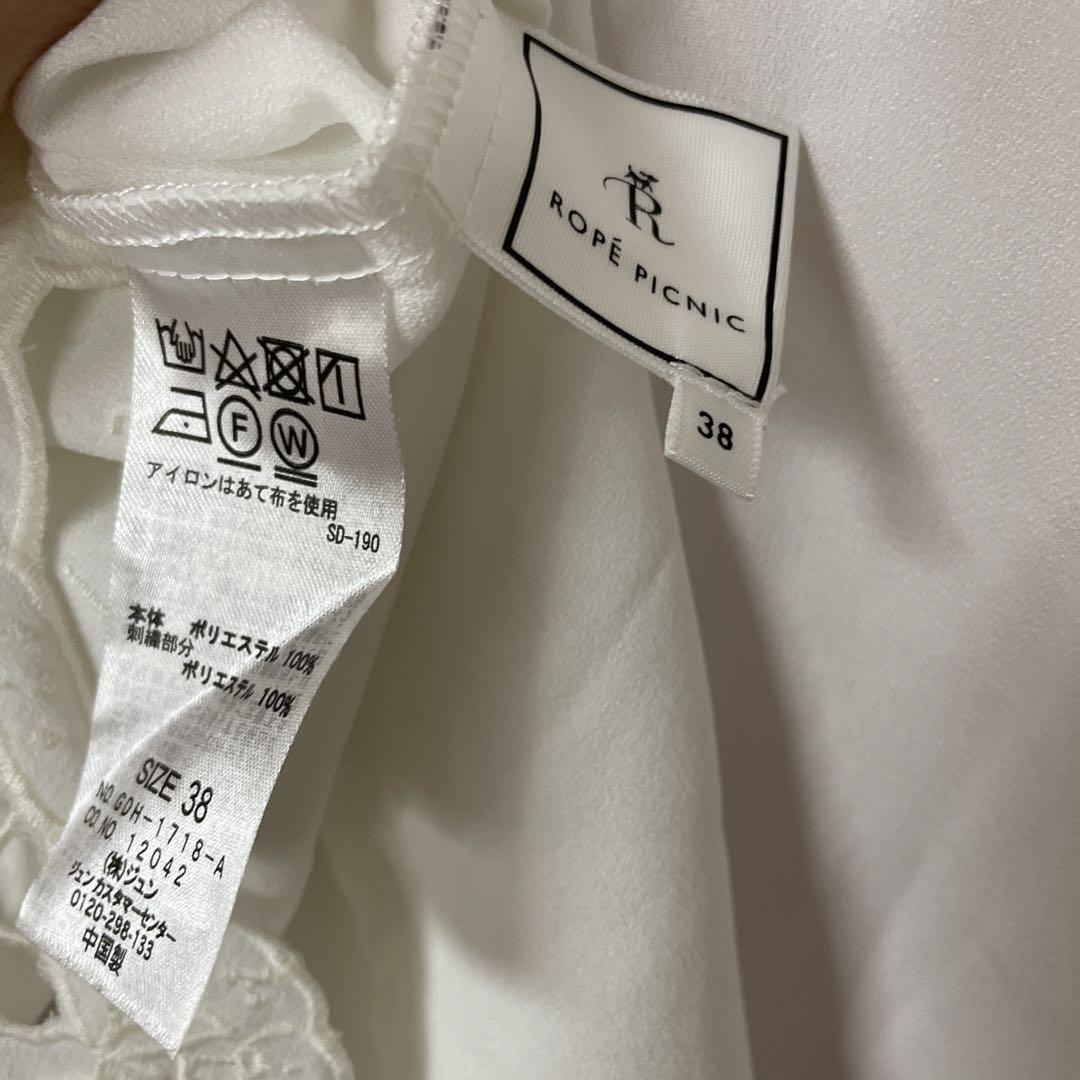 R
ROPÉ PICNIC
38
F W
アイロンはあて布を使用
SD-190
本体 ポリエステル 100%
刺繍部分
ポリエステル 100%
SIZE 38
NO.GDH-1718-A
CO NO. 12042
(株)ジュン
ジュンカスタマーセンター
0120-298-133
中国製